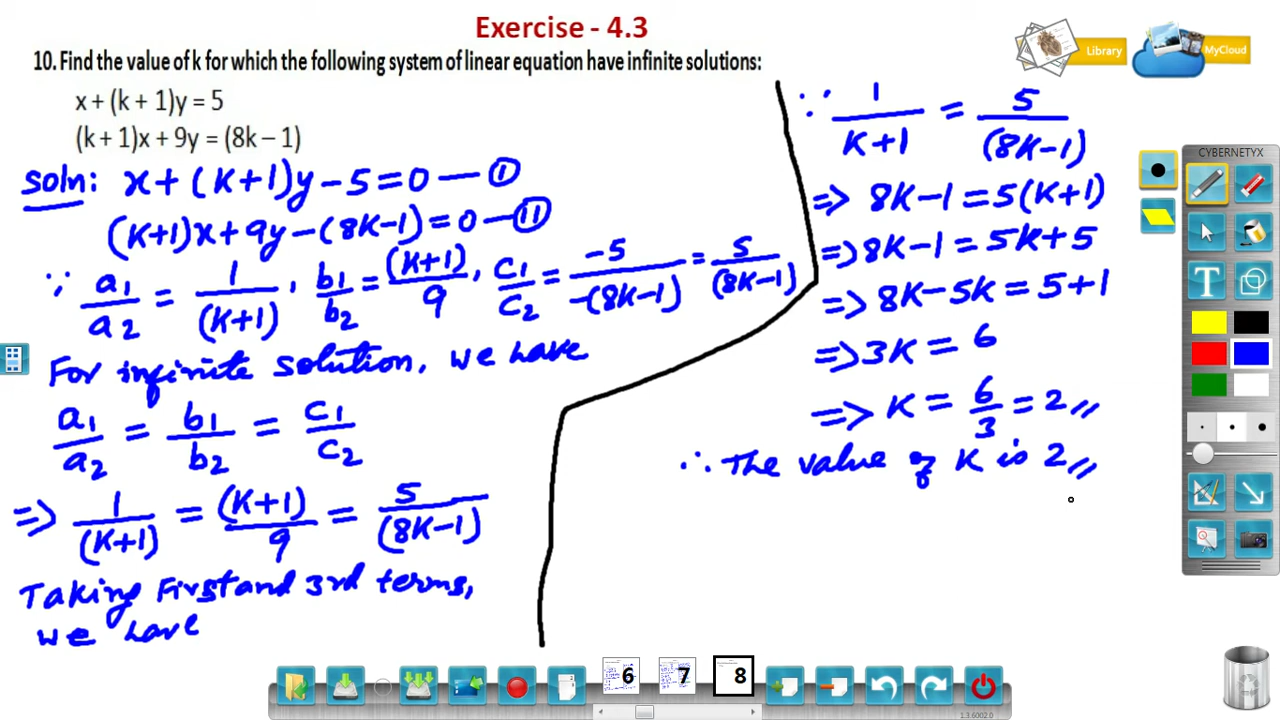 Exercise - 4.3
10. Find the value of k for which the following system of linear equation have infinite solutions:
x + (k + 1)y = 5
(k + 1)x + 9y = (8k – 1)
Soln: x + (K+1)y - 5 = 0 — ①
(K+1)x + 9y - (8K-1) = 0 — ⑪
∵ a1/a2 = 1/(K+1), b1/b2 = (K+1)/9, c1/c2 = -5/-(8K-1) = 5/(8K-1)
For infinite solution, we have
a1/a2 = b1/b2 = c1/c2
=> 1/(K+1) = (K+1)/9 = 5/(8K-1)
Taking First and 3rd terms,
we have
∵ 1/K+1 = 5/(8K-1)
=> 8K-1 = 5(K+1)
=> 8K-1 = 5K+5
=> 8K-5K = 5+1
=> 3K = 6
=> K = 6/3 = 2,,
∴ The value of K is 2,,
Library
MyCloud
CYBERNETYX
T
6
7
8
1.3.6002.0